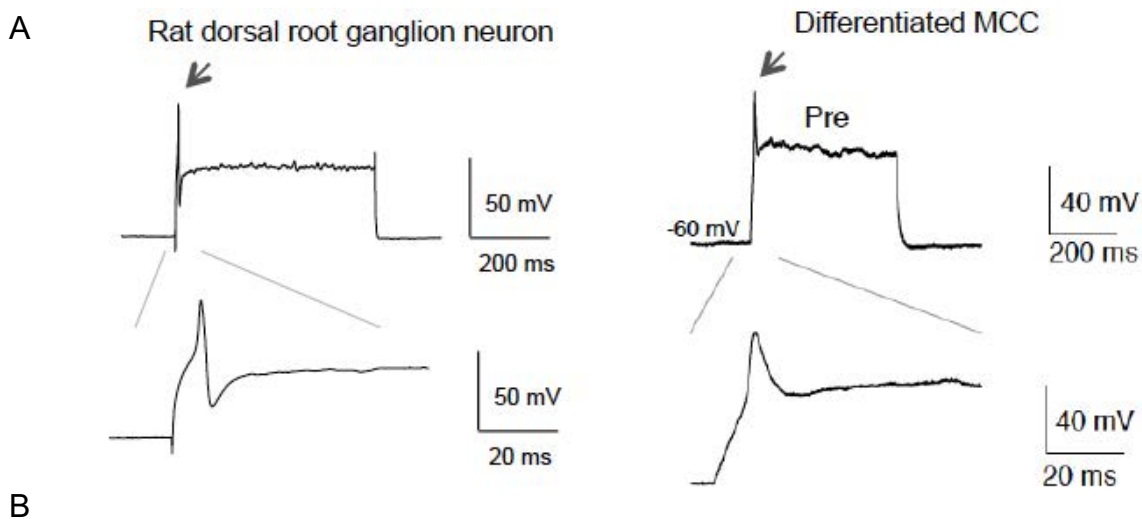 A
Rat dorsal root ganglion neuron
Differentiated MCC
Pre
50 mV
200 ms
-60 mV
40 mV
200 ms
50 mV
20 ms
40 mV
20 ms
B